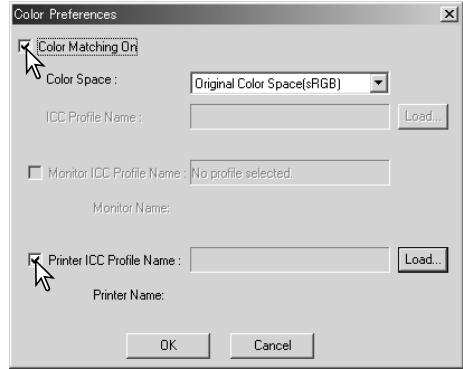 Color Preferences
Color Matching On
Color Space :
Original Color Space(sRGB)
ICC Profile Name :
Load...
Monitor ICC Profile Name :
No profile selected.
Monitor Name:
Printer ICC Profile Name :
Load...
Printer Name:
OK
Cancel